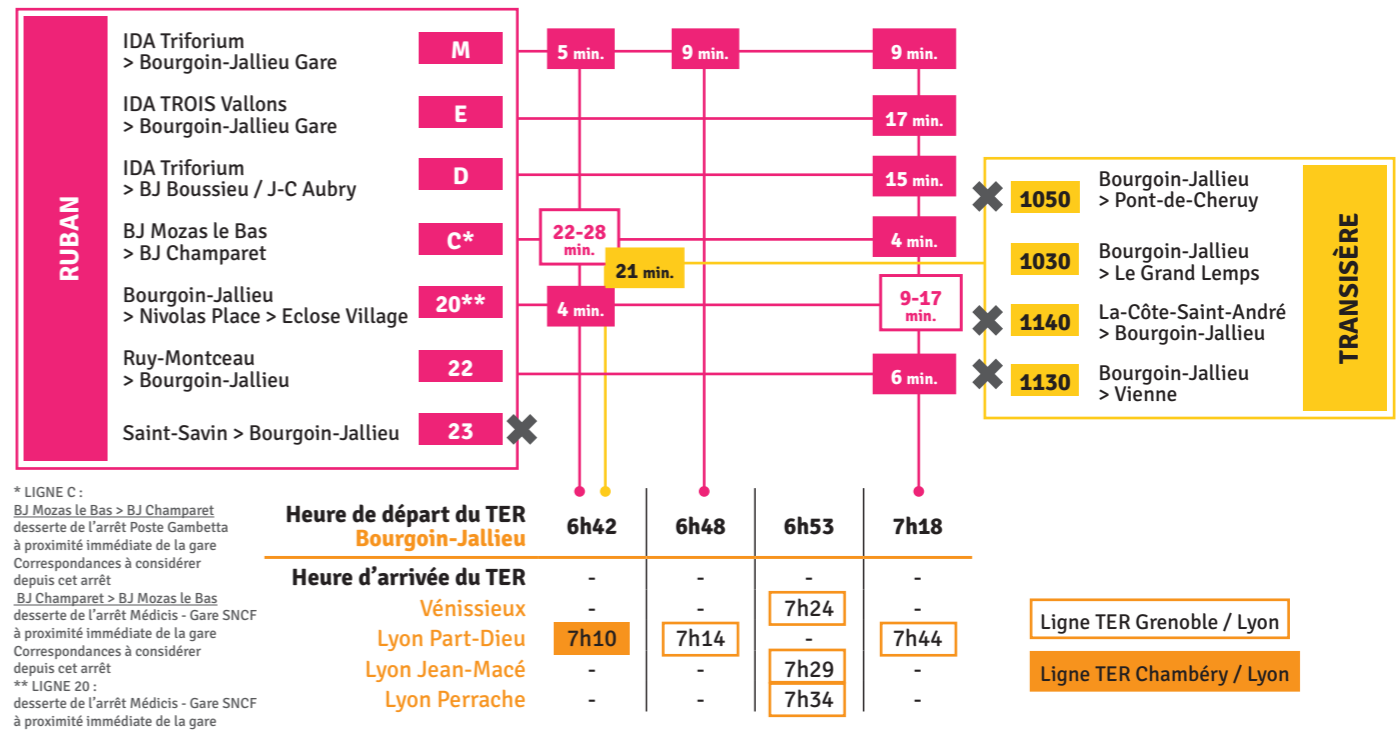 RUBAN
IDA Triforium
> Bourgoin-Jallieu Gare
M
5 min.
9 min.
9 min.
IDA TROIS Vallons
> Bourgoin-Jallieu Gare
E
17 min.
IDA Triforium
> BJ Boussieu / J-C Aubry
D
15 min.
BJ Mozas le Bas
> BJ Champaret
C*
22-28
min.
4 min.
21 min.
Bourgoin-Jallieu
> Nivolas Place > Eclose Village
20**
4 min.
9-17
min.
Ruy-Montceau
> Bourgoin-Jallieu
22
6 min.
Saint-Savin > Bourgoin-Jallieu
23
1050
Bourgoin-Jallieu
> Pont-de-Cheruy
1030
Bourgoin-Jallieu
> Le Grand Lemps
1140
La-Côte-Saint-André
> Bourgoin-Jallieu
1130
Bourgoin-Jallieu
> Vienne
TRANSISÈRE
* LIGNE C :
BJ Mozas le Bas > BJ Champaret
desserte de l'arrêt Poste Gambetta
à proximité immédiate de la gare
Correspondances à considérer
depuis cet arrêt
BJ Champaret > BJ Mozas le Bas
desserte de l'arrêt Médicis - Gare SNCF
à proximité immédiate de la gare
Correspondances à considérer
depuis cet arrêt
** LIGNE 20 :
desserte de l'arrêt Médicis - Gare SNCF
à proximité immédiate de la gare
Heure de départ du TER
Bourgoin-Jallieu
6h42 6h48 6h53 7h18
Heure d'arrivée du TER - - - -
Vénissieux - - 7h24 -
Lyon Part-Dieu 7h10 7h14 - 7h44
Lyon Jean-Macé - - 7h29 -
Lyon Perrache - - 7h34 -
Ligne TER Grenoble / Lyon
Ligne TER Chambéry / Lyon